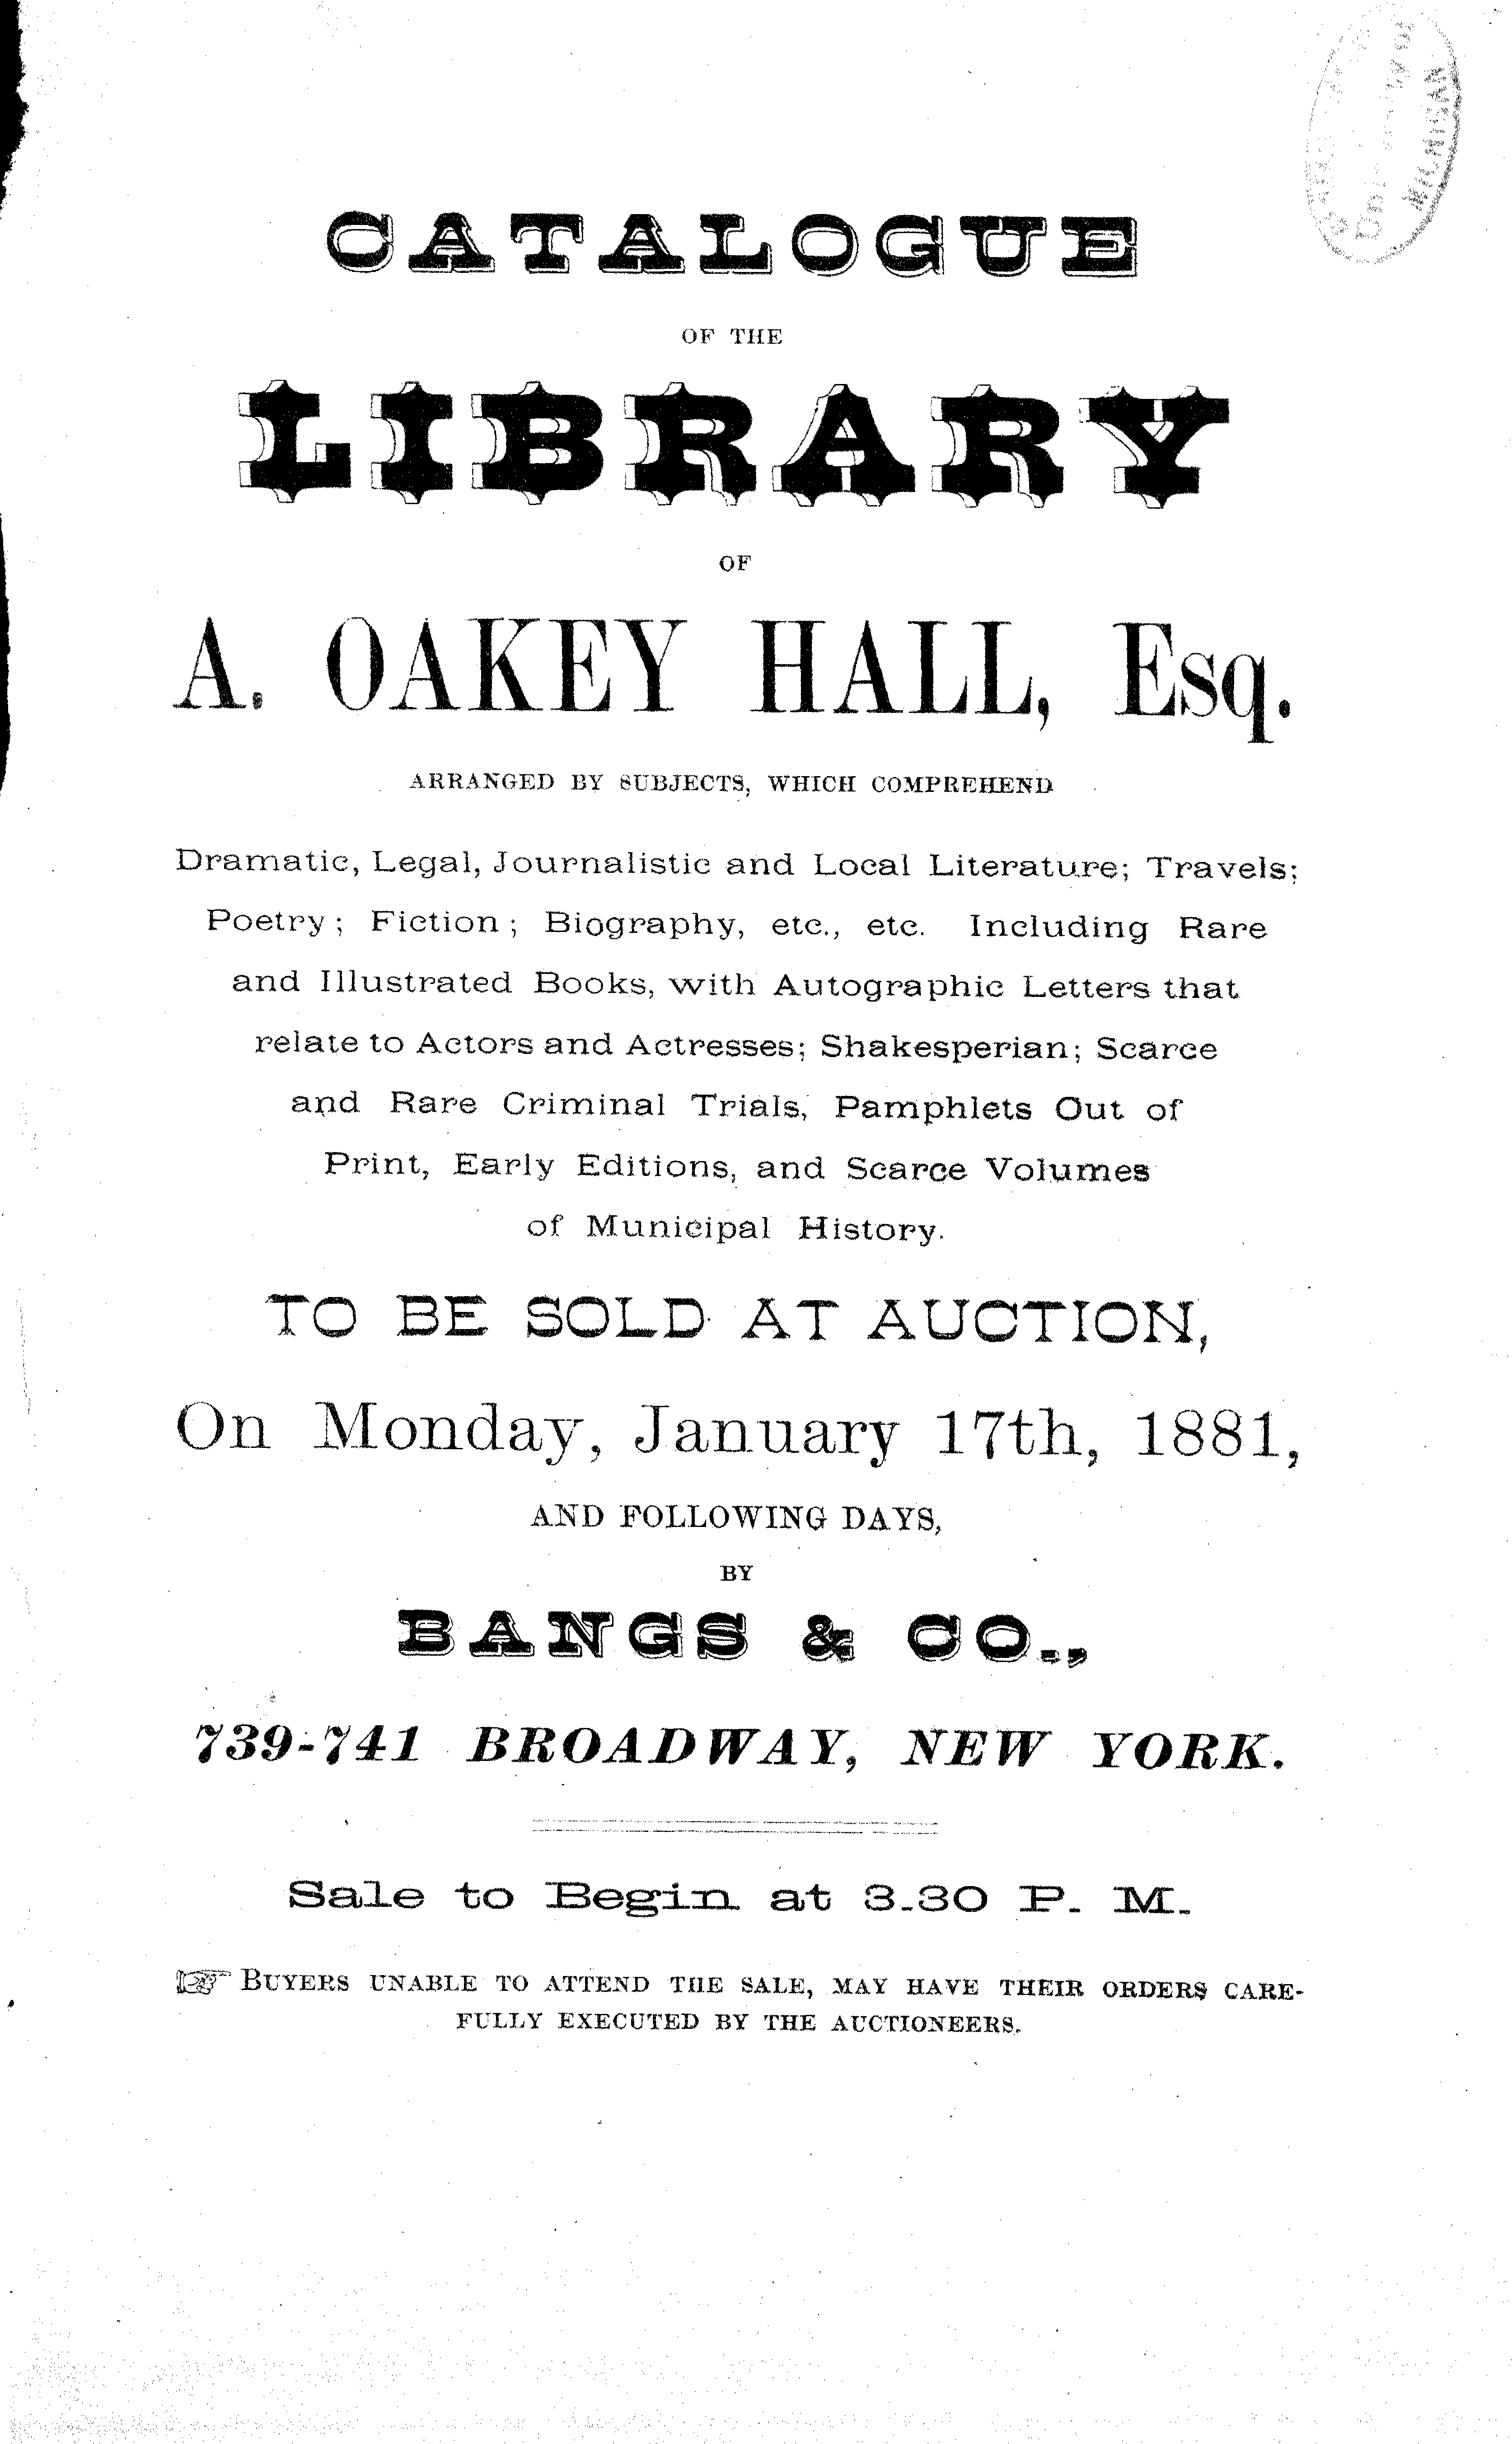 CATALOGUE
OF THE
LIBRARY
OF
A. OAKEY HALL, Esq.
ARRANGED BY SUBJECTS, WHICH COMPREHEND
Dramatic, Legal, Journalistic and Local Literature; Travels;
Poetry; Fiction; Biography, etc., etc. Including Rare
and Illustrated Books, with Autographic Letters that
relate to Actors and Actresses; Shakesperian; Scarce
and Rare Criminal Trials, Pamphlets Out of
Print, Early Editions, and Scarce Volumes
of Municipal History.
TO BE SOLD AT AUCTION,
On Monday, January 17th, 1881,
AND FOLLOWING DAYS,
BY
BANGS & CO.,
739-741 BROADWAY, NEW YORK.
Sale to Begin at 3.30 P. M.
☞ BUYERS UNABLE TO ATTEND THE SALE, MAY HAVE THEIR ORDERS CARE-
FULLY EXECUTED BY THE AUCTIONEERS.